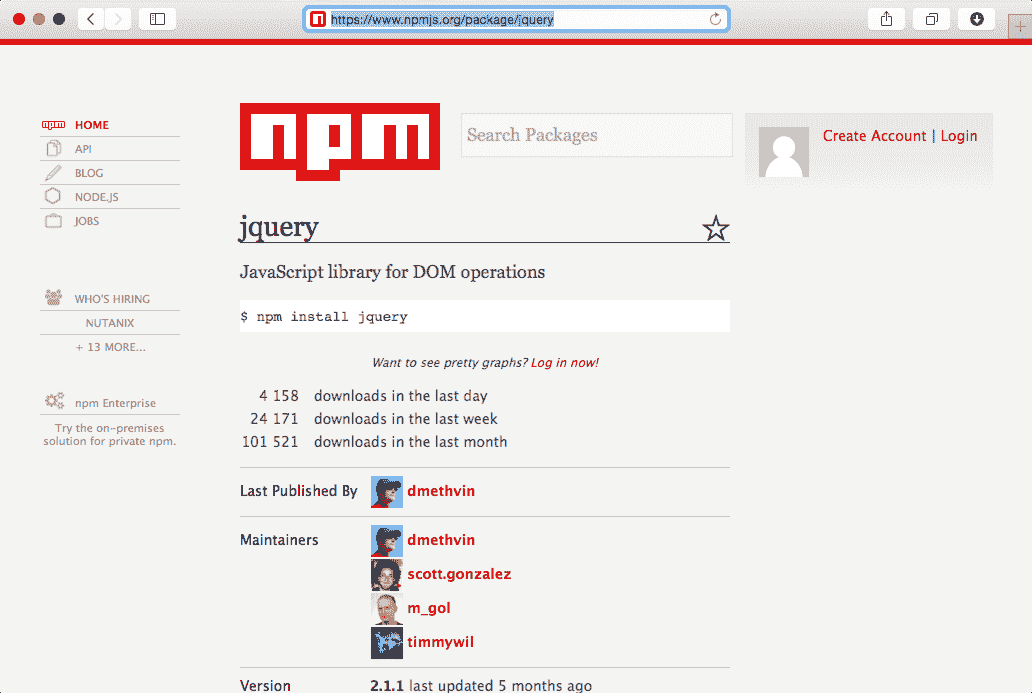 https://www.npmjs.org/package/jquery
HOME
API
BLOG
NODE.JS
JOBS
WHO'S HIRING
NUTANIX
+ 13 MORE...
npm Enterprise
Try the on-premises
solution for private npm.
npm
Search Packages
Create Account | Login
jquery
JavaScript library for DOM operations
$ npm install jquery
Want to see pretty graphs? Log in now!
4 158 downloads in the last day
24 171 downloads in the last week
101 521 downloads in the last month
Last Published By dmethvin
Maintainers dmethvin
scott.gonzalez
m_gol
timmywil
Version 2.1.1 last updated 5 months ago